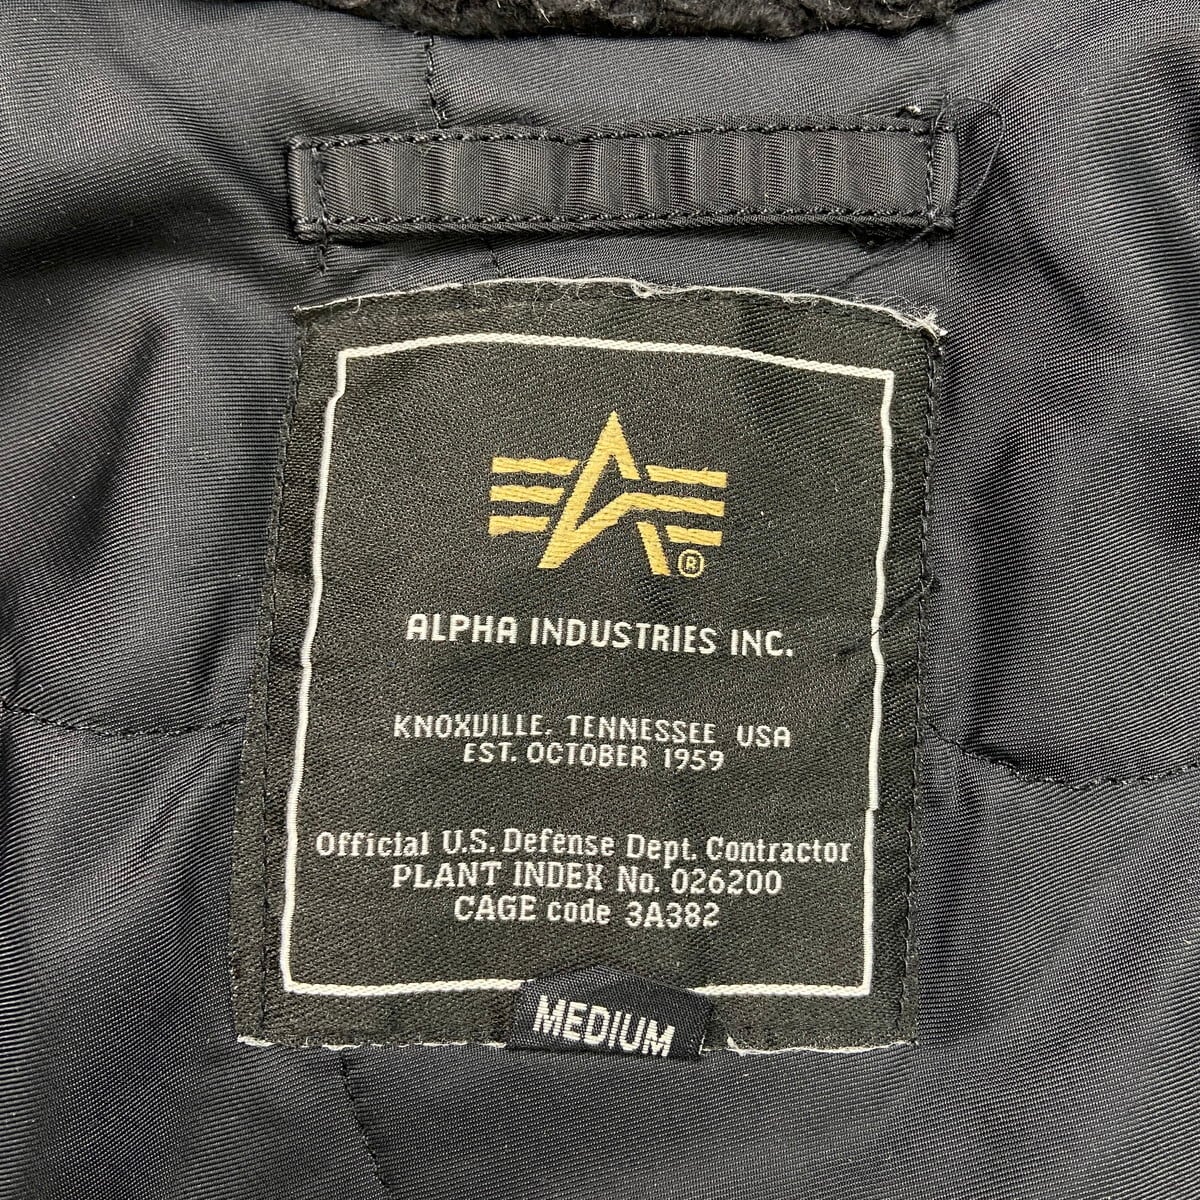 ®
ALPHA INDUSTRIES INC.
KNOXVILLE, TENNESSEE USA
EST. OCTOBER 1959
Official U.S. Defense Dept. Contractor
PLANT INDEX No. 026200
CAGE code 3A382
MEDIUM